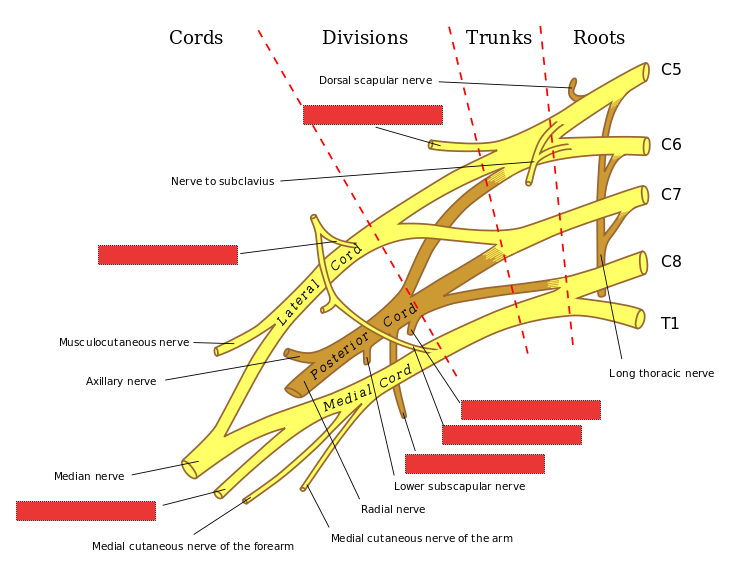 Cords
Divisions
Trunks
Roots
C5
Dorsal scapular nerve
C6
Nerve to subclavius
C7
C8
Lateral Cord
Posterior Cord
Medial Cord
T1
Musculocutaneous nerve
Axillary nerve
Long thoracic nerve
Median nerve
Lower subscapular nerve
Radial nerve
Medial cutaneous nerve of the arm
Medial cutaneous nerve of the forearm